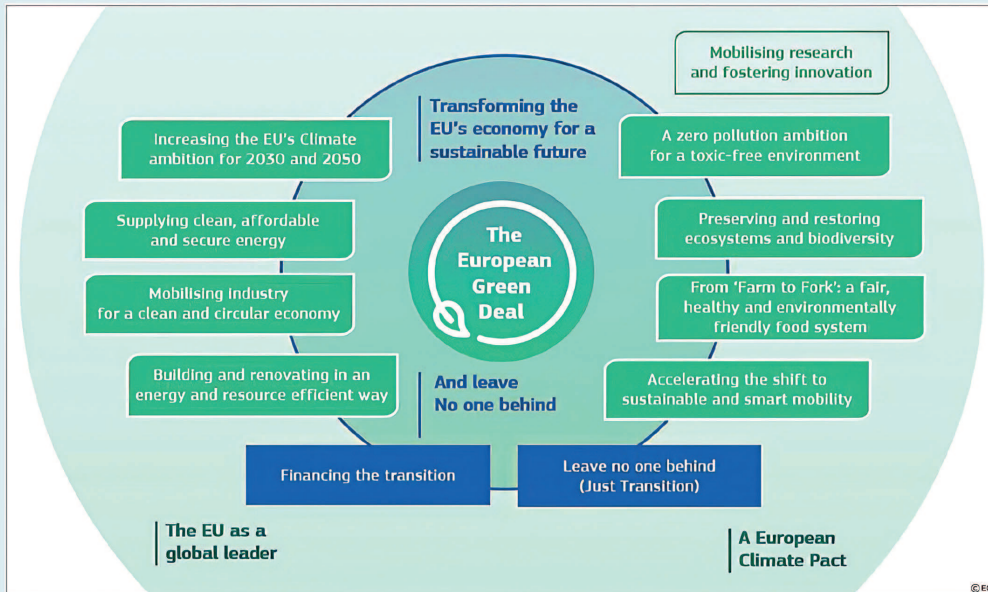 Mobilising research
and fostering innovation
Transforming the
EU's economy for a
sustainable future
Increasing the EU's Climate
ambition for 2030 and 2050
A zero pollution ambition
for a toxic-free environment
Supplying clean, affordable
and secure energy
Preserving and restoring
ecosystems and biodiversity
The
European
Green
Deal
Mobilising industry
for a clean and circular economy
From 'Farm to Fork': a fair,
healthy and environmentally
friendly food system
Building and renovating in an
energy and resource efficient way
Accelerating the shift to
sustainable and smart mobility
And leave
No one behind
Financing the transition
Leave no one behind
(Just Transition)
The EU as a
global leader
A European
Climate Pact